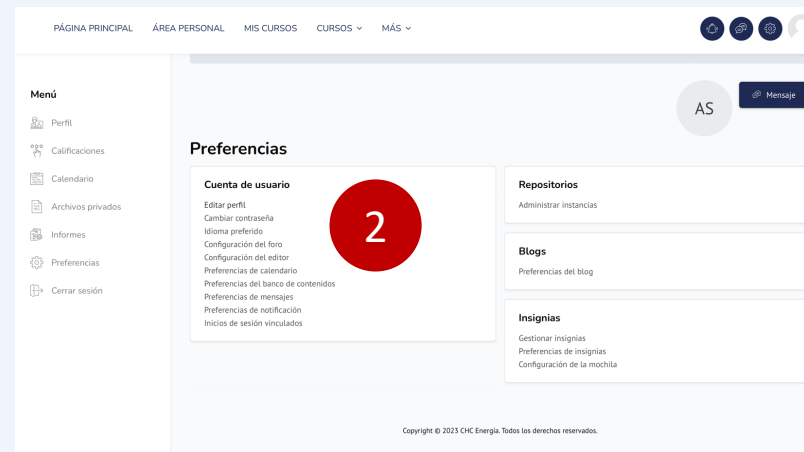 PÁGINA PRINCIPAL ÁREA PERSONAL MIS CURSOS CURSOS MÁS
Menú
Perfil
Calificaciones
Calendario
Archivos privados
Informes
Preferencias
Cerrar sesión
AS
Mensaje
Preferencias
Cuenta de usuario
Editar perfil
Cambiar contraseña
Idioma preferido
Configuración del foro
Configuración del editor
Preferencias de calendario
Preferencias del banco de contenidos
Preferencias de mensajes
Preferencias de notificación
Inicios de sesión vinculados
2
Repositorios
Administrar instancias
Blogs
Preferencias del blog
Insignias
Gestionar insignias
Preferencias de insignias
Configuración de la mochila
Copyright © 2023 CHC Energía. Todos los derechos reservados.